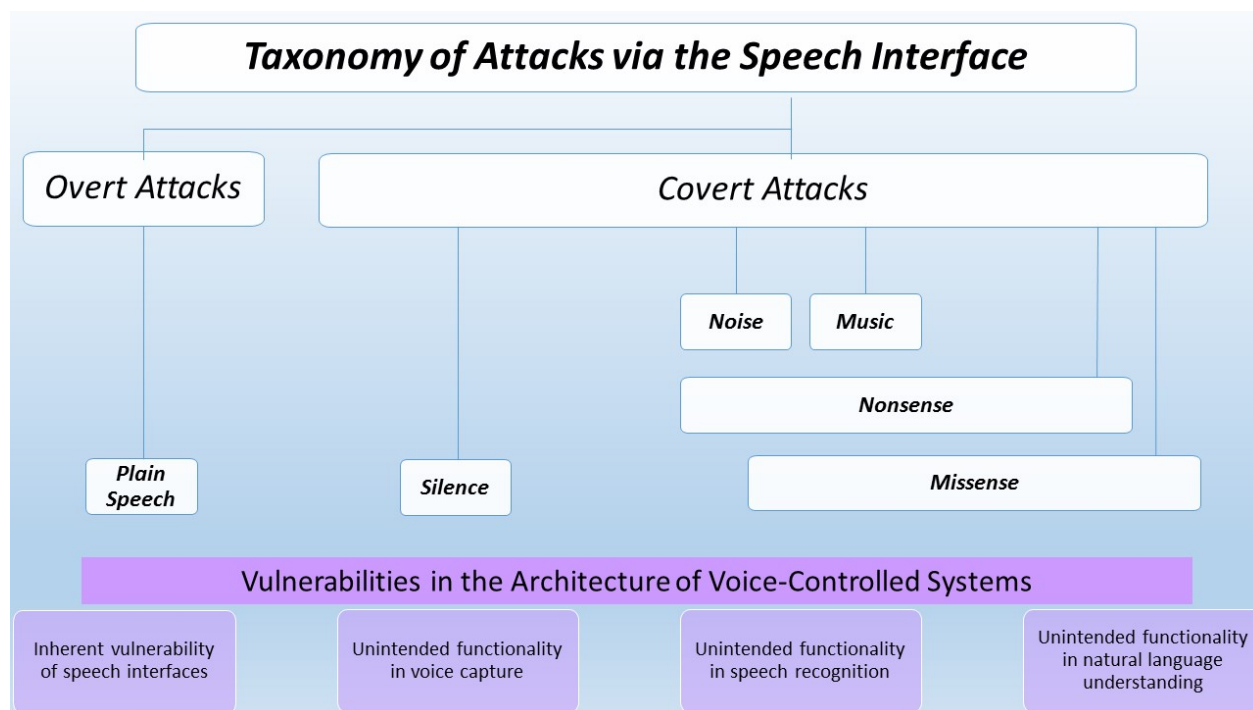 Taxonomy of Attacks via the Speech Interface
Overt Attacks
Covert Attacks
Noise
Music
Nonsense
Plain
Speech
Silence
Missense
Vulnerabilities in the Architecture of Voice-Controlled Systems
Inherent vulnerability
of speech interfaces
Unintended functionality
in voice capture
Unintended functionality
in speech recognition
Unintended functionality
in natural language
understanding